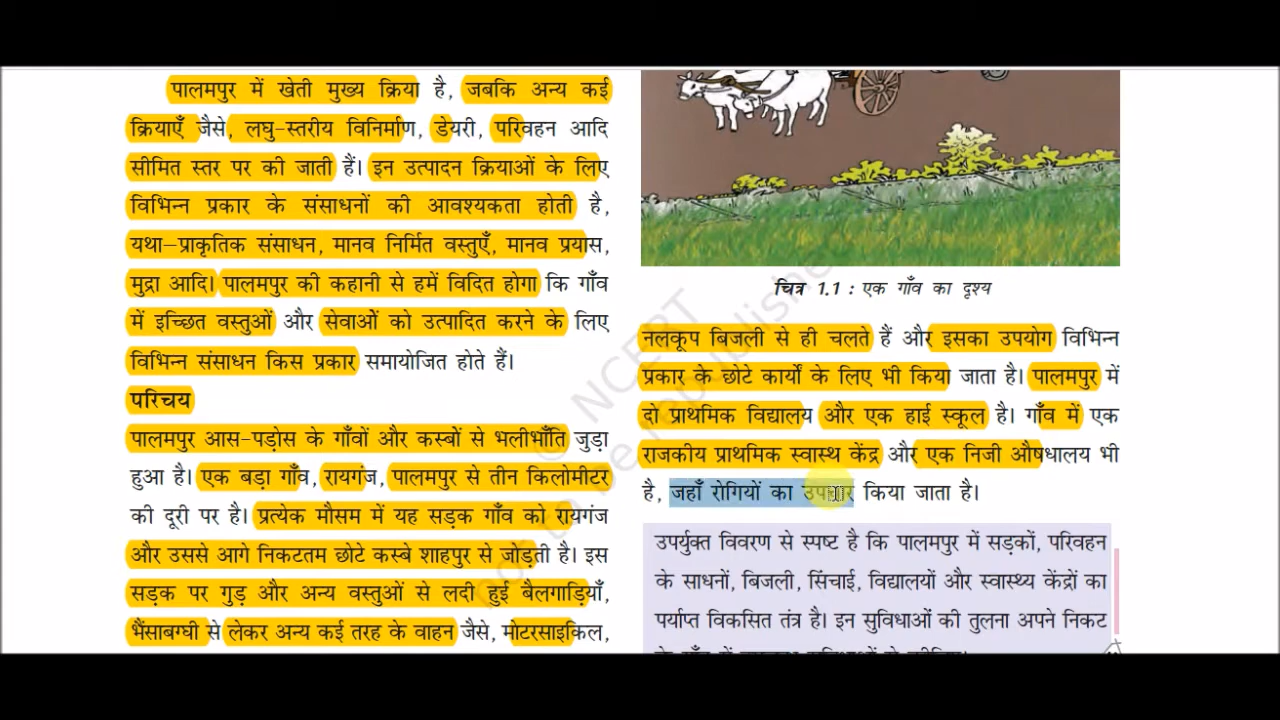 पालमपुर में खेती मुख्य क्रिया है, जबकि अन्य कई
क्रियाएँ जैसे, लघु-स्तरीय विनिर्माण, डेयरी, परिवहन आदि
सीमित स्तर पर की जाती हैं। इन उत्पादन क्रियाओं के लिए
विभिन्न प्रकार के संसाधनों की आवश्यकता होती है,
यथा–प्राकृतिक संसाधन, मानव निर्मित वस्तुएँ, मानव प्रयास,
मुद्रा आदि। पालमपुर की कहानी से हमें विदित होगा कि गाँव
में इच्छित वस्तुओं और सेवाओं को उत्पादित करने के लिए
विभिन्न संसाधन किस प्रकार समायोजित होते हैं।
परिचय
पालमपुर आस-पड़ोस के गाँवों और कस्बों से भलीभाँति जुड़ा
हुआ है। एक बड़ा गाँव, रायगंज, पालमपुर से तीन किलोमीटर
की दूरी पर है। प्रत्येक मौसम में यह सड़क गाँव को रायगंज
और उससे आगे निकटतम छोटे कस्बे शाहपुर से जोड़ती है। इस
सड़क पर गुड़ और अन्य वस्तुओं से लदी हुई बैलगाड़ियाँ,
भैंसाबग्घी से लेकर अन्य कई तरह के वाहन जैसे, मोटरसाइकिल,
चित्र 1.1 : एक गाँव का दृश्य
नलकूप बिजली से ही चलते हैं और इसका उपयोग विभिन्न
प्रकार के छोटे कार्यों के लिए भी किया जाता है। पालमपुर में
दो प्राथमिक विद्यालय और एक हाई स्कूल है। गाँव में एक
राजकीय प्राथमिक स्वास्थ केंद्र और एक निजी औषधालय भी
है, जहाँ रोगियों का उपचार किया जाता है।
उपर्युक्त विवरण से स्पष्ट है कि पालमपुर में सड़कों, परिवहन
के साधनों, बिजली, सिंचाई, विद्यालयों और स्वास्थ्य केंद्रों का
पर्याप्त विकसित तंत्र है। इन सुविधाओं की तुलना अपने निकट
© NCERT
not to be republished